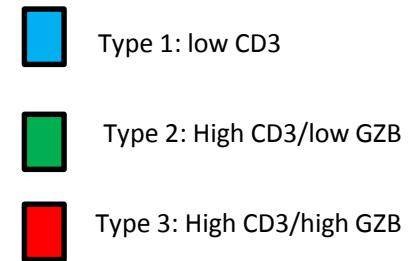 Type 1: low CD3
Type 2: High CD3/low GZB
Type 3: High CD3/high GZB